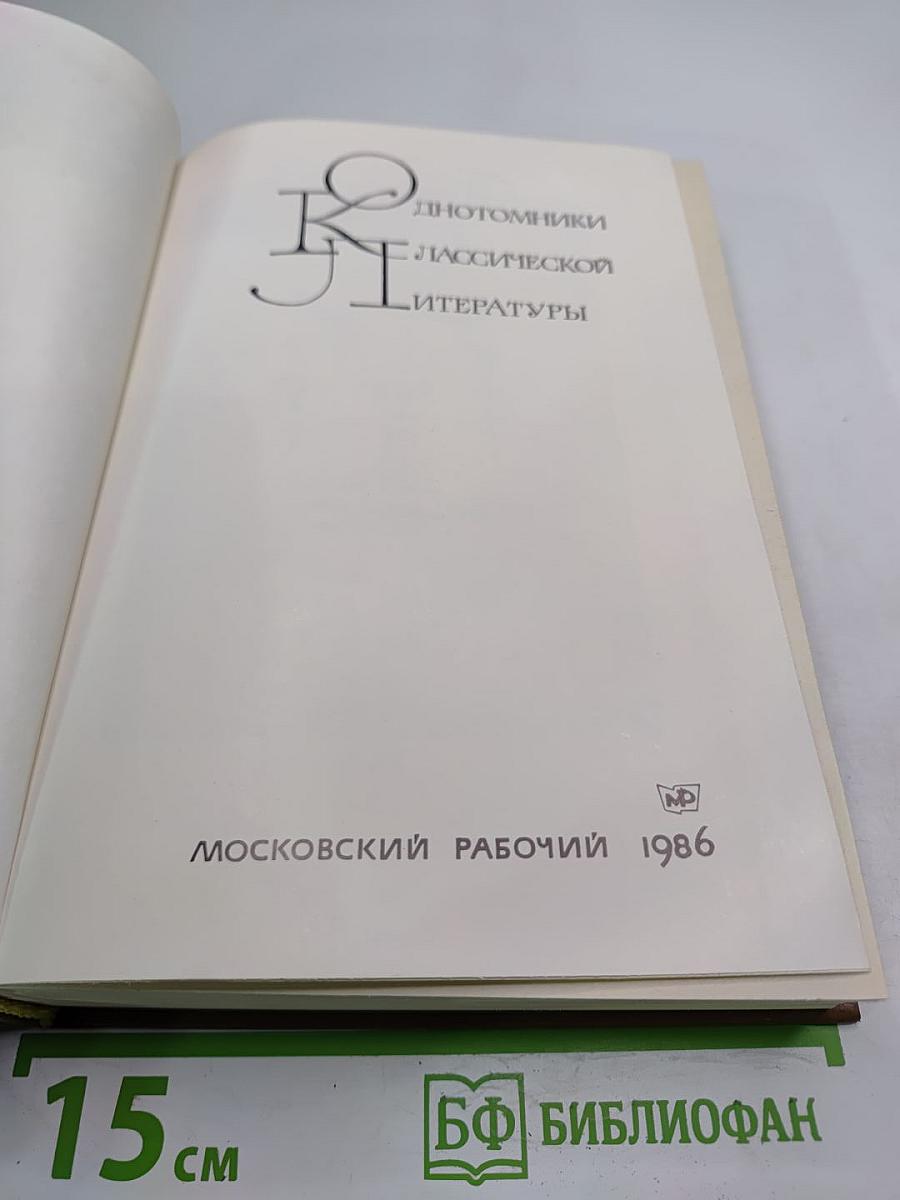 ОДНОТОМНИКИ
КЛАССИЧЕСКОЙ
ЛИТЕРАТУРЫ
МР
МОСКОВСКИЙ РАБОЧИЙ 1986
15 см
БФ БИБЛИОФАН